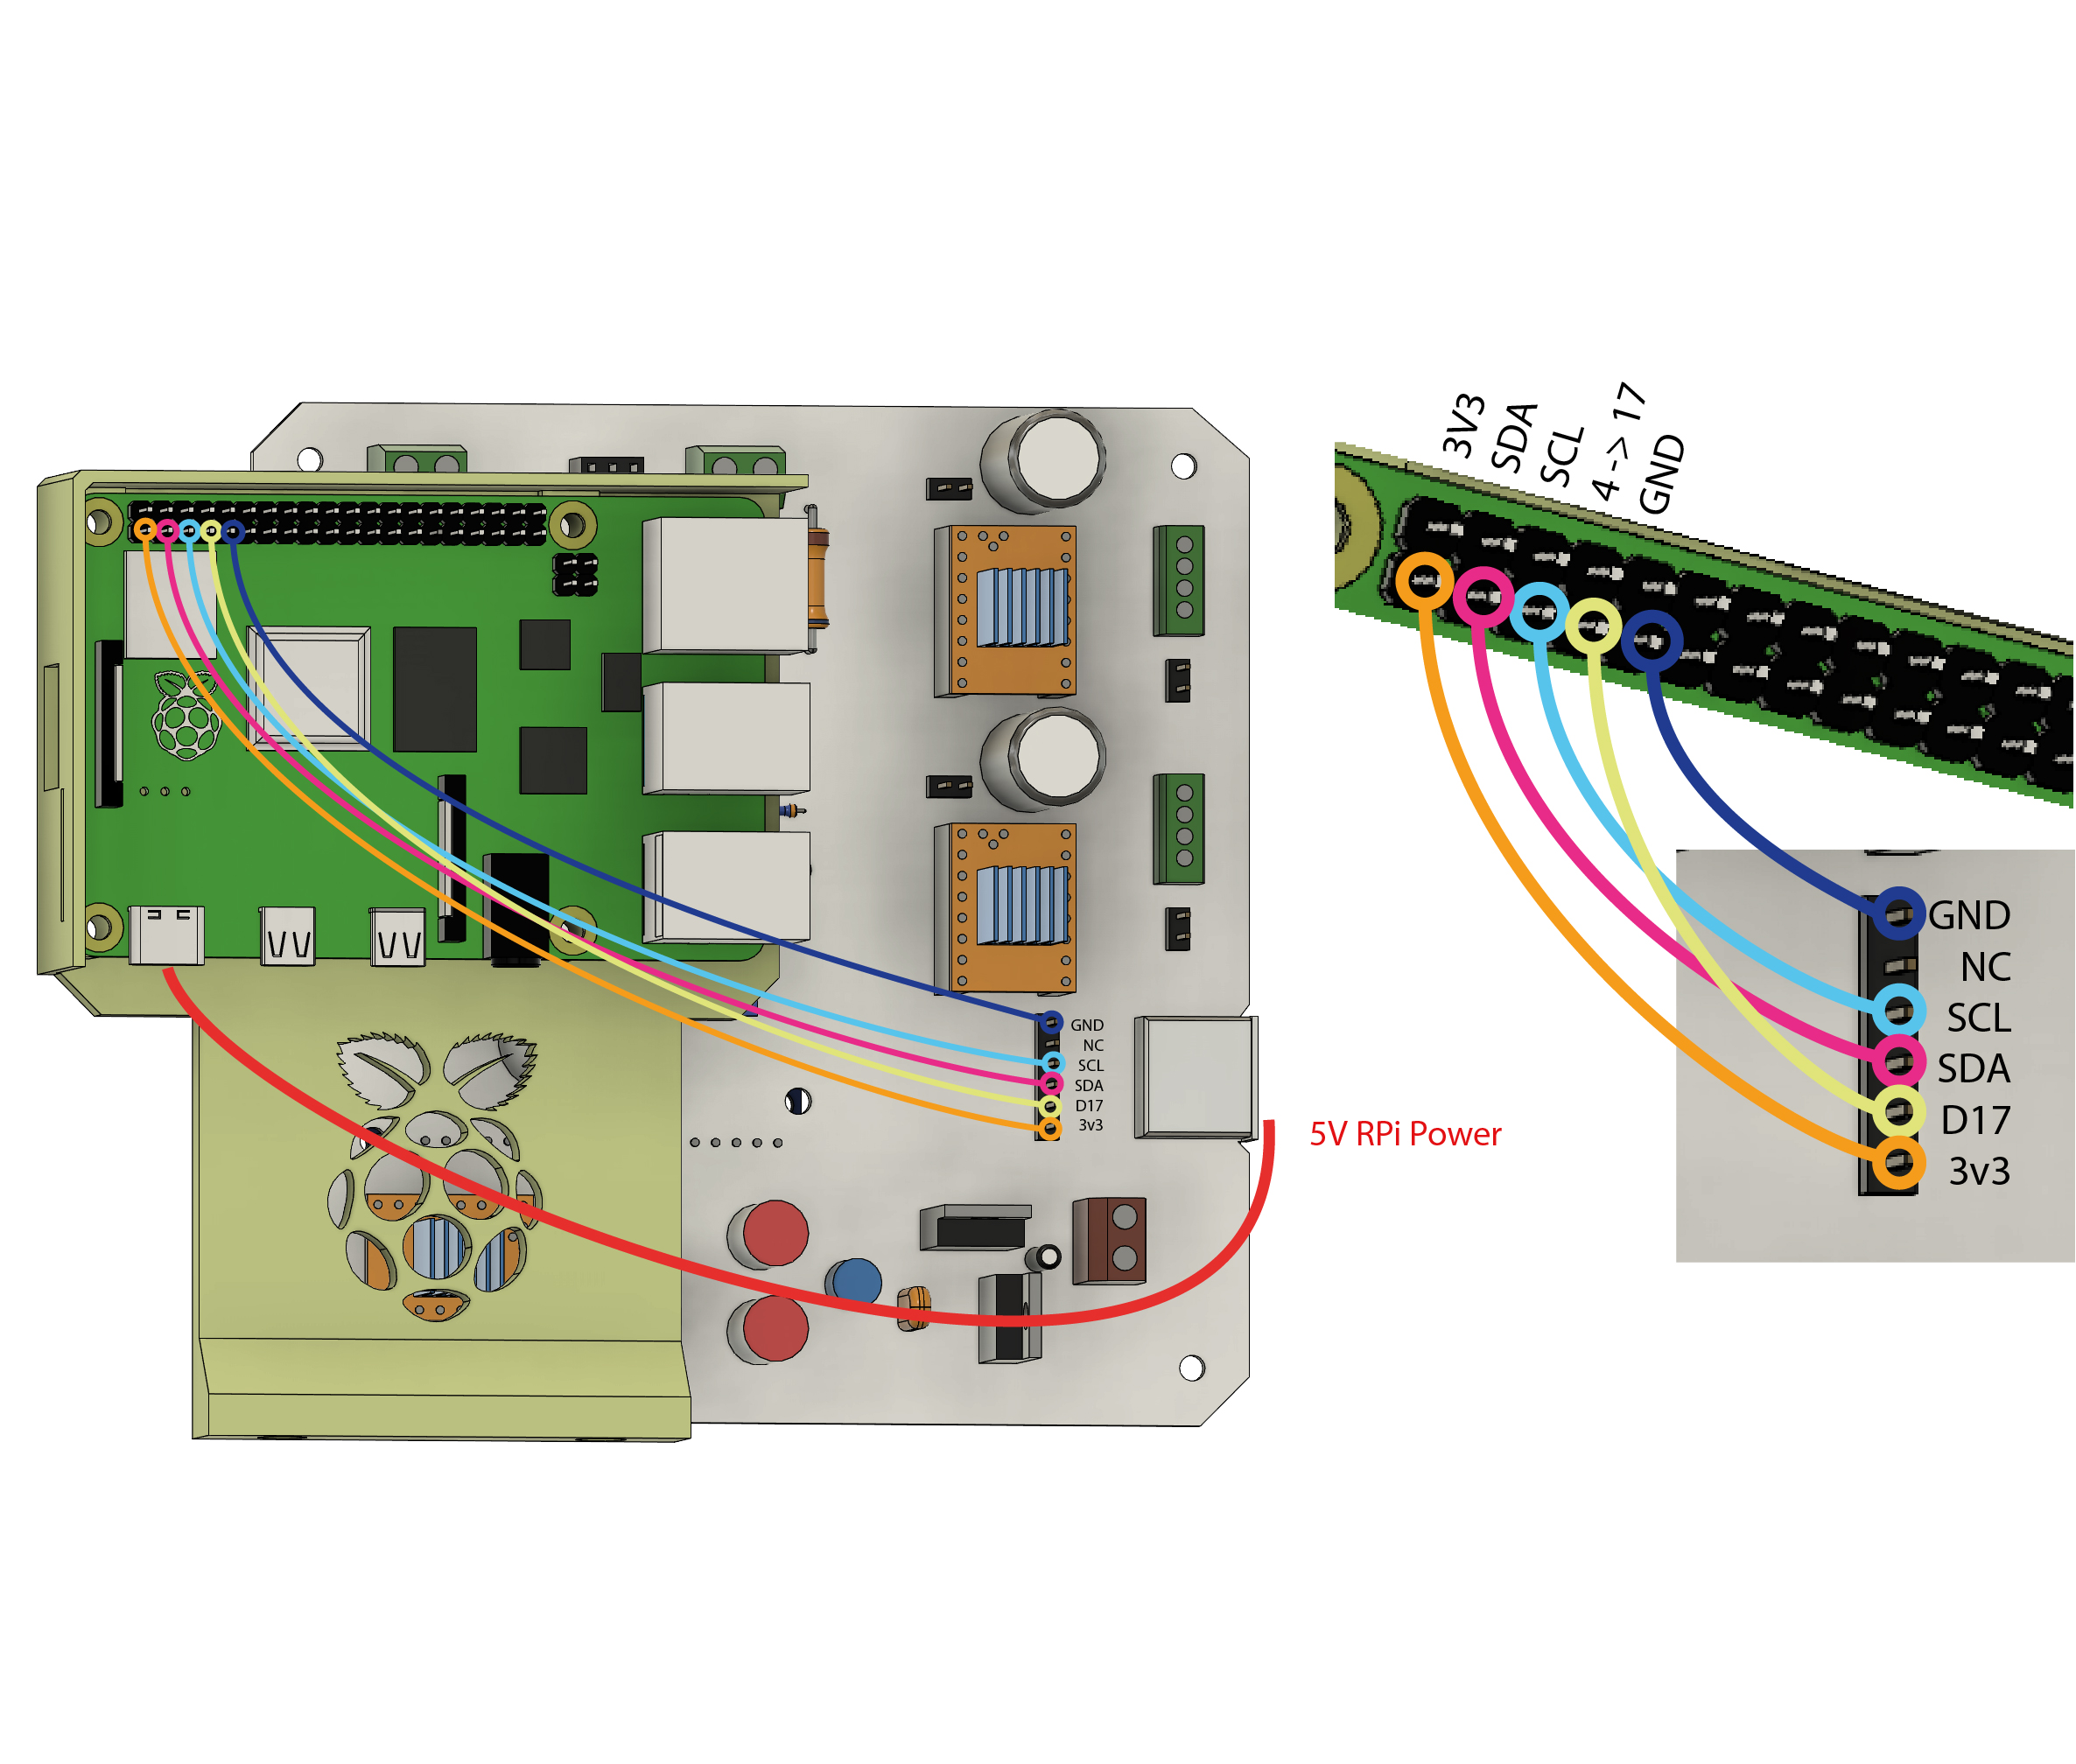 GND
NC
SCL
SDA
D17
3v3
5V RPi Power
3V3
SDA
SCL
4 -> 17
GND
GND
NC
SCL
SDA
D17
3v3